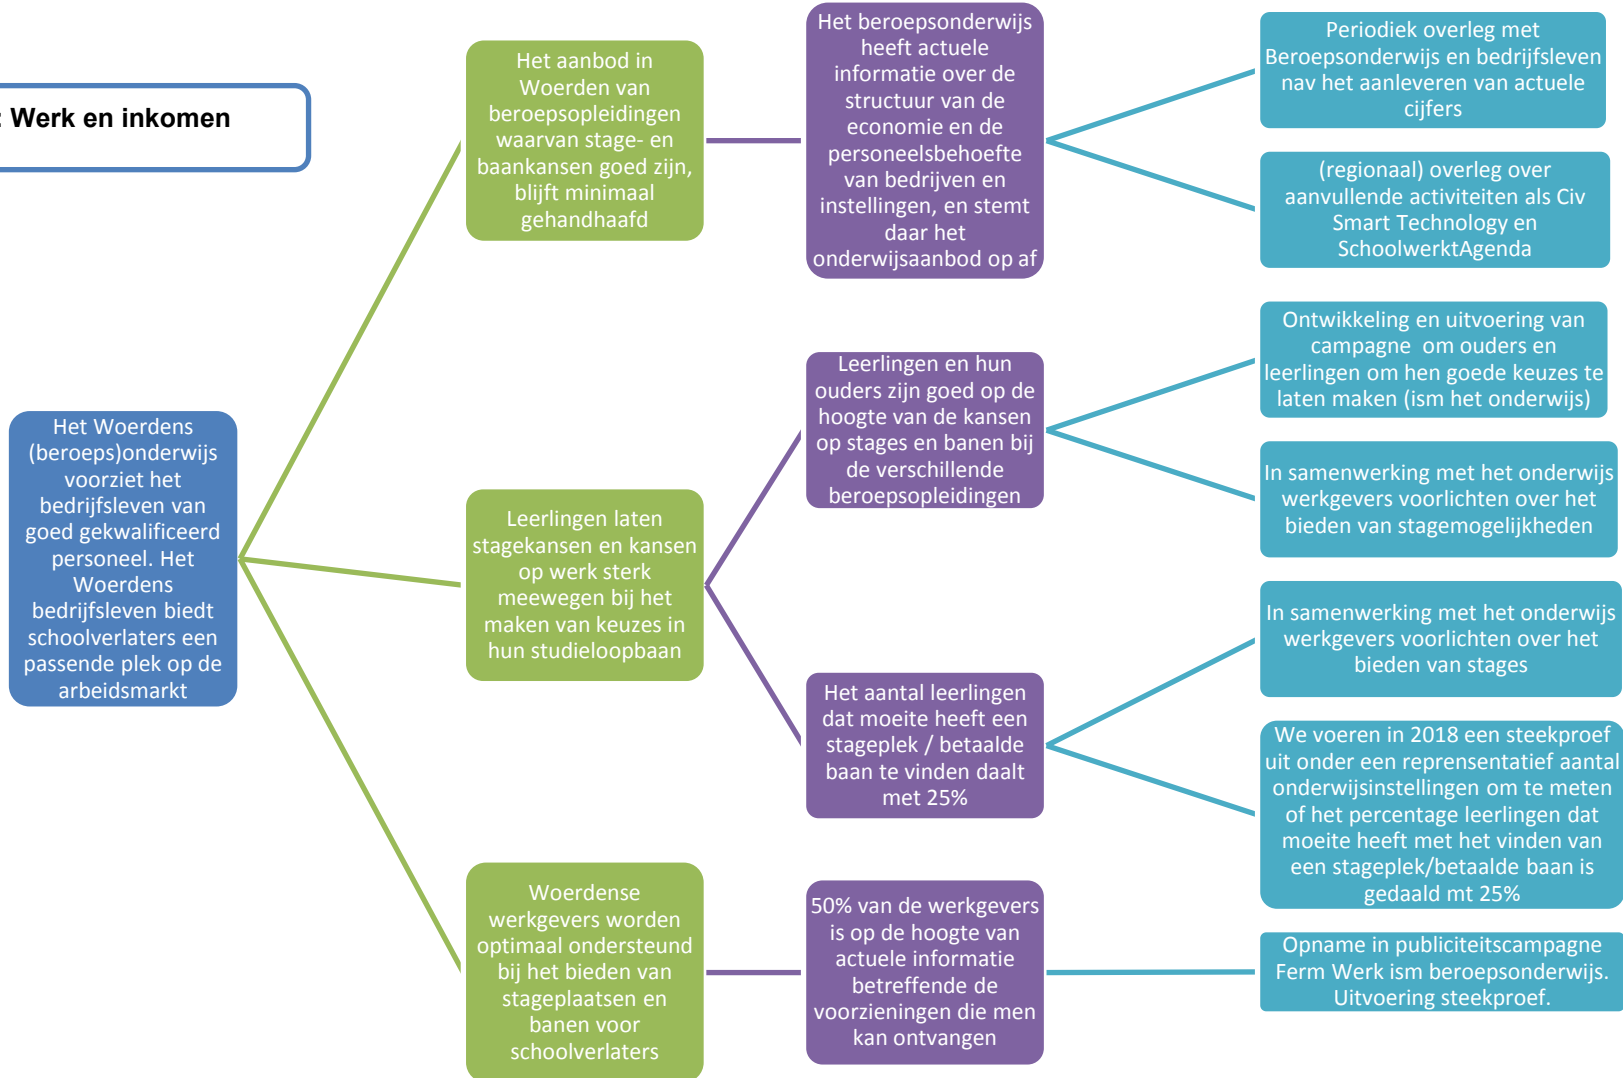 : Werk en inkomen
Het Woerdens
(beroeps)onderwijs
voorziet het
bedrijfsleven van
goed gekwalificeerd
personeel. Het
Woerdens
bedrijfsleven biedt
schoolverlaters een
passende plek op de
arbeidsmarkt
Het aanbod in
Woerden van
beroepsopleidingen
waarvan stage- en
baankansen goed zijn,
blijft minimaal
gehandhaafd
Het beroepsonderwijs
heeft actuele
informatie over de
structuur van de
economie en de
personeelsbehoefte
van bedrijven en
instellingen, en stemt
daar het
onderwijsaanbod op af
Periodiek overleg met
Beroepsonderwijs en bedrijfsleven
nav het aanleveren van actuele
cijfers
(regionaal) overleg over
aanvullende activiteiten als Civ
Smart Technology en
SchoolwerktAgenda
Leerlingen laten
stagekansen en kansen
op werk sterk
meewegen bij het
maken van keuzes in
hun studieloopbaan
Leerlingen en hun
ouders zijn goed op de
hoogte van de kansen
op stages en banen bij
de verschillende
beroepsopleidingen
Ontwikkeling en uitvoering van
campagne  om ouders en
leerlingen om hen goede keuzes te
laten maken (ism het onderwijs)
In samenwerking met het onderwijs
werkgevers voorlichten over het
bieden van stagemogelijkheden
Het aantal leerlingen
dat moeite heeft een
stageplek / betaalde
baan te vinden daalt
met 25%
In samenwerking met het onderwijs
werkgevers voorlichten over het
bieden van stages
We voeren in 2018 een steekproef
uit onder een reprensentatief aantal
onderwijsinstellingen om te meten
of het percentage leerlingen dat
moeite heeft met het vinden van
een stageplek/betaalde baan is
gedaald mt 25%
Woerdense
werkgevers worden
optimaal ondersteund
bij het bieden van
stageplaatsen en
banen voor
schoolverlaters
50% van de werkgevers
is op de hoogte van
actuele informatie
betreffende de
voorzieningen die men
kan ontvangen
Opname in publiciteitscampagne
Ferm Werk ism beroepsonderwijs.
Uitvoering steekproef.